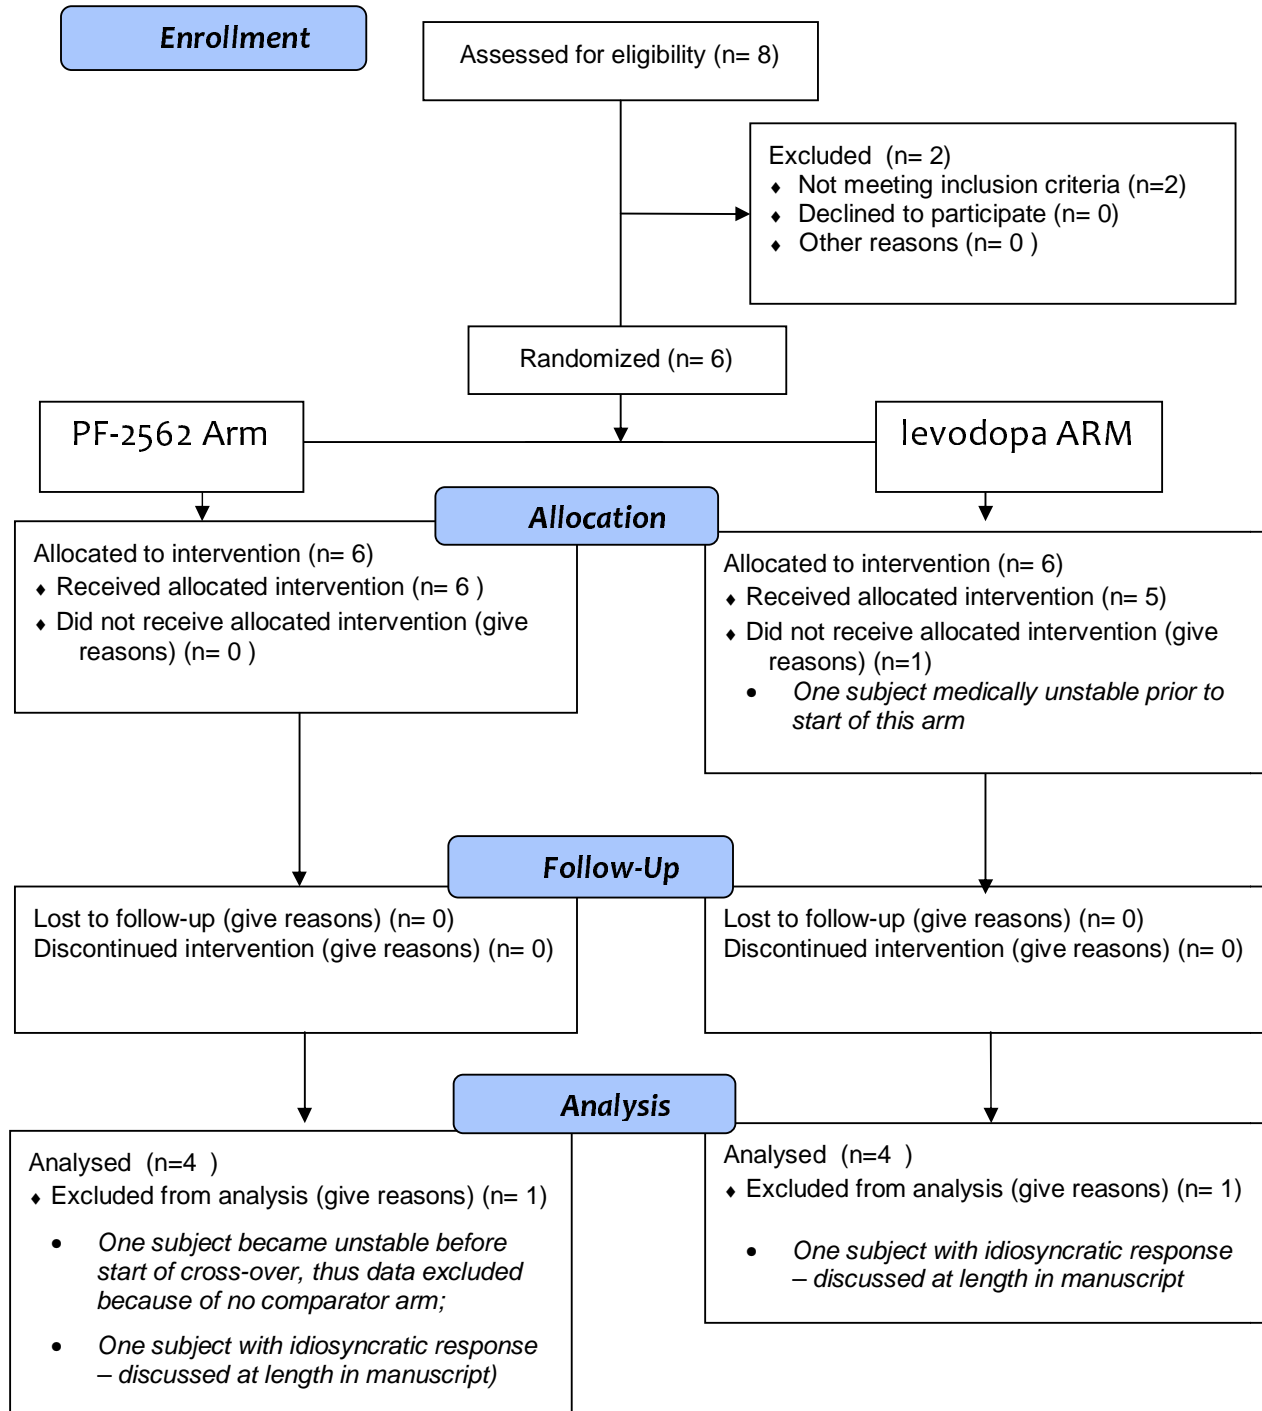 Enrollment
Assessed for eligibility (n= 8)
Excluded (n= 2)
♦ Not meeting inclusion criteria (n=2)
♦ Declined to participate (n= 0)
♦ Other reasons (n= 0 )
Randomized (n= 6)
PF-2562 Arm
levodopa ARM
Allocation
Allocated to intervention (n= 6)
♦ Received allocated intervention (n= 6 )
♦ Did not receive allocated intervention (give
reasons) (n= 0 )
Allocated to intervention (n= 6)
♦ Received allocated intervention (n= 5)
♦ Did not receive allocated intervention (give
reasons) (n=1)
• One subject medically unstable prior to
start of this arm
Follow-Up
Lost to follow-up (give reasons) (n= 0)
Discontinued intervention (give reasons) (n= 0)
Lost to follow-up (give reasons) (n= 0)
Discontinued intervention (give reasons) (n= 0)
Analysis
Analysed (n=4 )
♦ Excluded from analysis (give reasons) (n= 1)
• One subject became unstable before
start of cross-over, thus data excluded
because of no comparator arm;
• One subject with idiosyncratic response
– discussed at length in manuscript)
Analysed (n=4 )
♦ Excluded from analysis (give reasons) (n= 1)
• One subject with idiosyncratic response
– discussed at length in manuscript